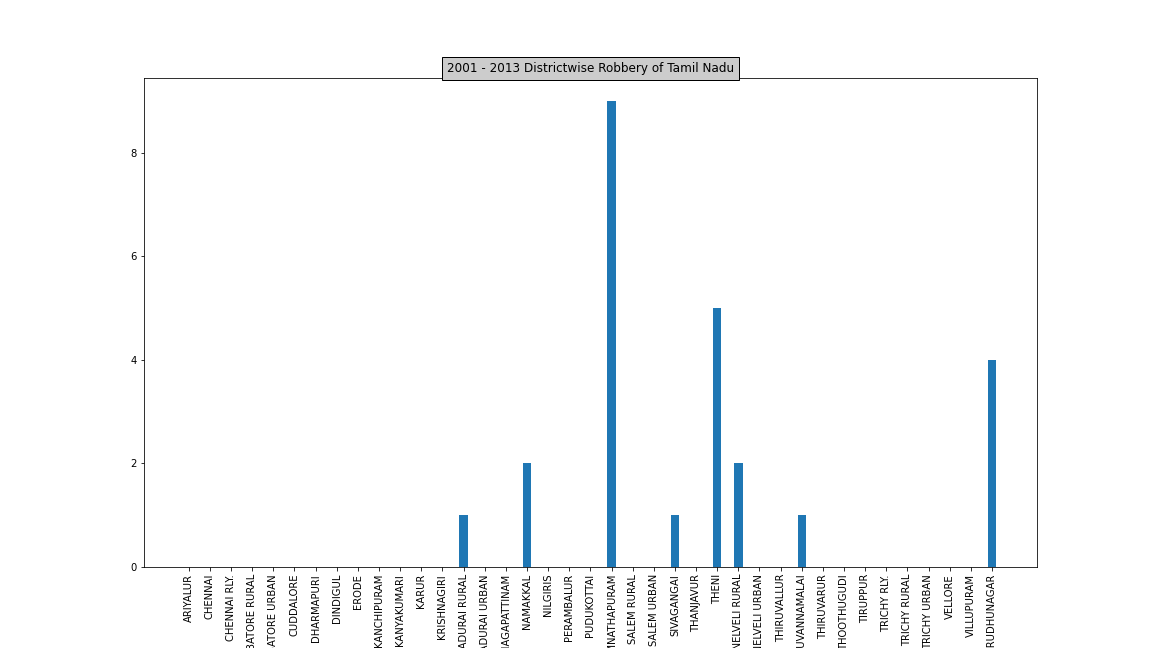 2001 - 2013 Districtwise Robbery of Tamil Nadu
8
6
4
2
0
ARIYALUR
CHENNAI
CHENNAI RLY.
BATORE RURAL
ATORE URBAN
CUDDALORE
DHARMAPURI
DINDIGUL
ERODE
KANCHIPURAM
KANYAKUMARI
KARUR
KRISHNAGIRI
ADURAI RURAL
DURAI URBAN
AGAPATTINAM
NAMAKKAL
NILGIRIS
PERAMBALUR
PUDUKOTTAI
MNATHAPURAM
SALEM RURAL
SALEM URBAN
SIVAGANGAI
THANJAVUR
THENI
NELVELI RURAL
ELVELI URBAN
THIRUVALLUR
UVANNAMALAI
THIRUVARUR
THOOTHUGUDI
TIRUPPUR
TRICHY RLY.
TRICHY RURAL
TRICHY URBAN
VELLORE
VILLUPURAM
RUDHUNAGAR